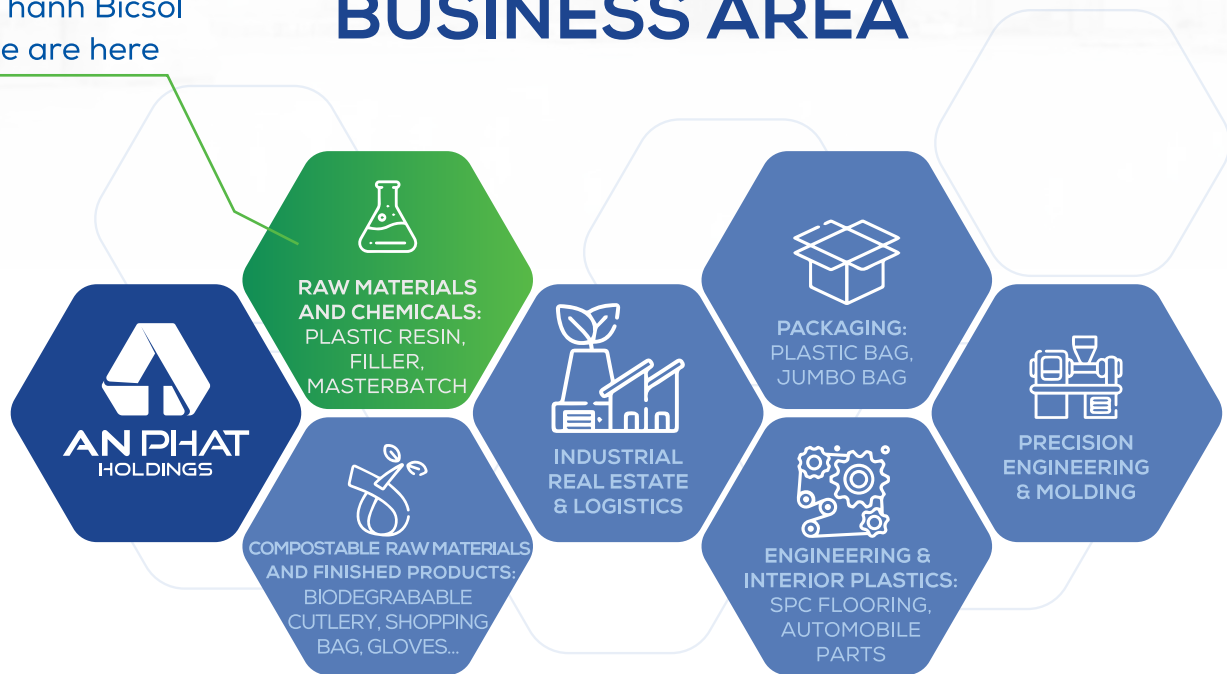 hanh Bicsol
e are here
BUSINESS AREA
RAW MATERIALS
AND CHEMICALS:
PLASTIC RESIN,
FILLER,
MASTERBATCH
PACKAGING:
PLASTIC BAG,
JUMBO BAG
AN PHAT
HOLDINGS
INDUSTRIAL
REAL ESTATE
& LOGISTICS
PRECISION
ENGINEERING
& MOLDING
COMPOSTABLE RAW MATERIALS
AND FINISHED PRODUCTS:
BIODEGRABABLE
CUTLERY, SHOPPING
BAG, GLOVES...
ENGINEERING &
INTERIOR PLASTICS:
SPC FLOORING,
AUTOMOBILE
PARTS